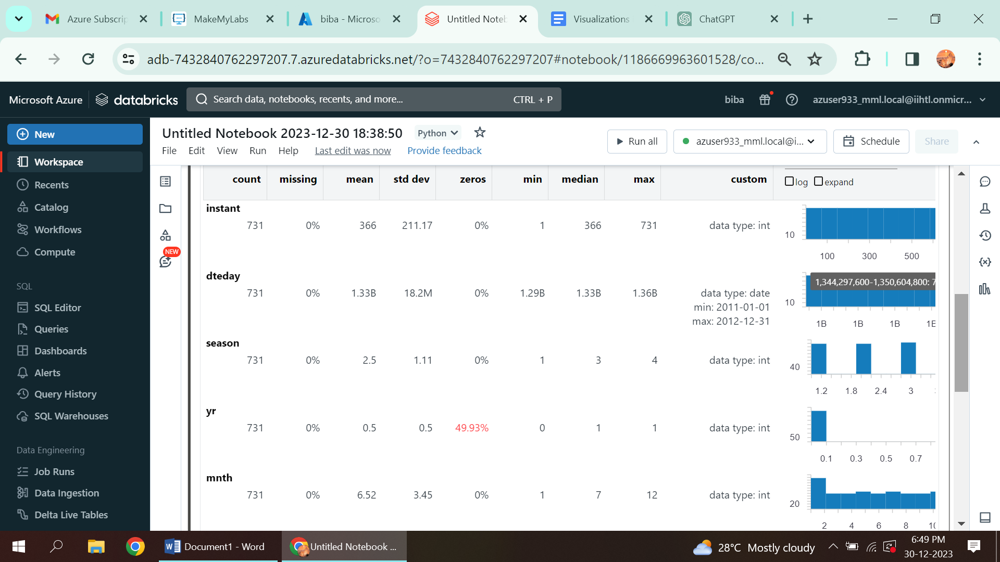 Azure Subscrip
MakeMyLabs
biba - Microso
Untitled Noteb
Visualizations
ChatGPT
adb-7432840762297207.7.azuredatabricks.net/?o=7432840762297207#notebook/1186669963601528/co...
Microsoft Azure
databricks
Search data, notebooks, recents, and more...
CTRL + P
biba
azuser933_mml.local@iihtl.onmicr...
New
Workspace
Recents
Catalog
Workflows
Compute
SQL
SQL Editor
Queries
Dashboards
Alerts
Query History
SQL Warehouses
Data Engineering
Job Runs
Data Ingestion
Delta Live Tables
Untitled Notebook 2023-12-30 18:38:50
Python
File Edit View Run Help Last edit was now Provide feedback
Run all
azuser933_mml.local@i...
Schedule
Share
NEW
count missing mean std dev zeros min median max custom
log expand
instant
731 0% 366 211.17 0% 1 366 731 data type: int
10
100 300 500
dteday
731 0% 1.33B 18.2M 0% 1.29B 1.33B 1.36B data type: date
min: 2011-01-01
max: 2012-12-31
1,344,297,600-1,350,604,800: 7
10
1B 1B 1B 1B
season
731 0% 2.5 1.11 0% 1 3 4 data type: int
40
1.2 1.8 2.4 3
yr
731 0% 0.5 0.5 49.93% 0 1 1 data type: int
50
0.1 0.3 0.5 0.7
mnth
731 0% 6.52 3.45 0% 1 7 12 data type: int
20
2 4 6 8 10
Document1 - Word
Untitled Notebook ...
28°C Mostly cloudy
6:49 PM
30-12-2023